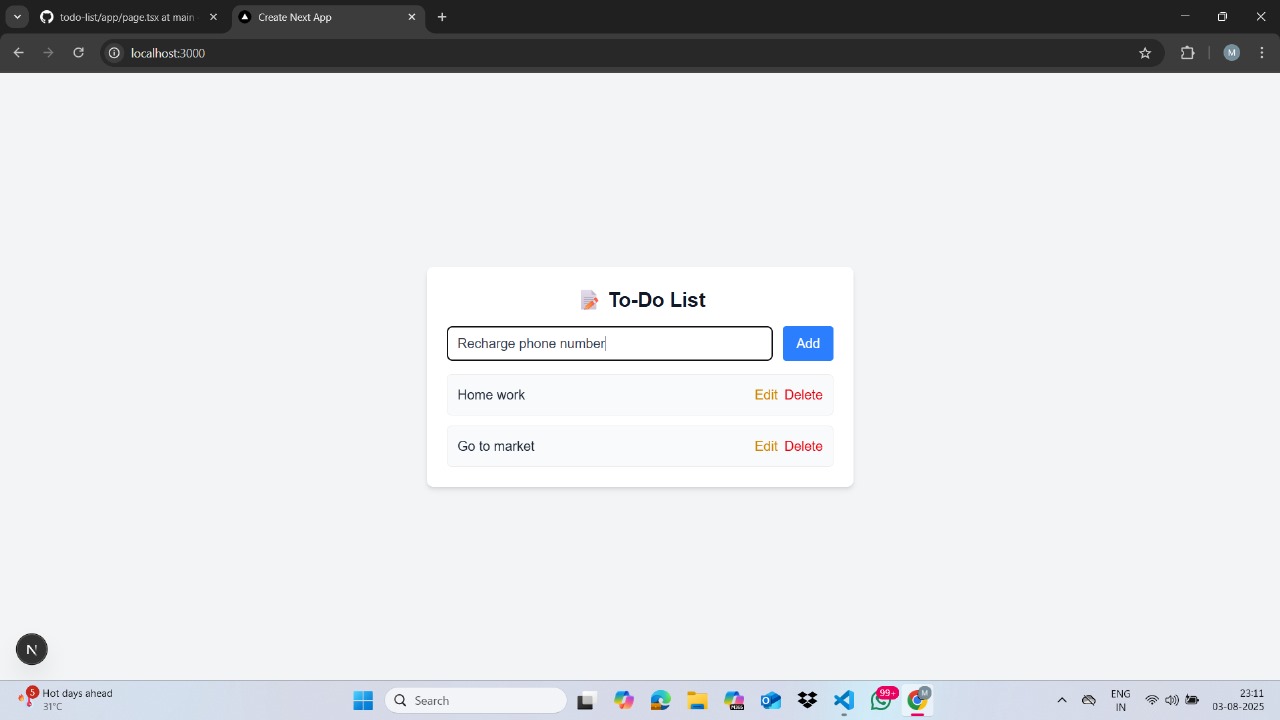 todo-list/app/page.tsx at main
Create Next App
localhost:3000
M
To-Do List
Recharge phone number
Add
Home work
Edit Delete
Go to market
Edit Delete
N
5
Hot days ahead
31°C
Search
M365
99+
M
ENG
IN
23:11
03-08-2025